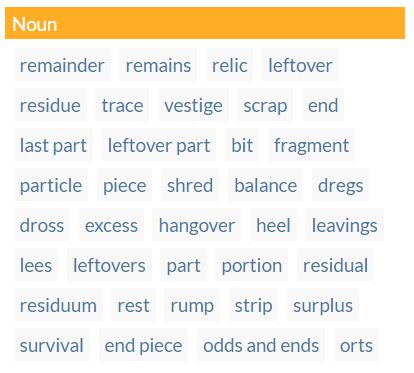 Noun
remainder remains relic leftover
residue trace vestige scrap end
last part leftover part bit fragment
particle piece shred balance dregs
dross excess hangover heel leavings
lees leftovers part portion residual
residuum rest rump strip surplus
survival end piece odds and ends orts